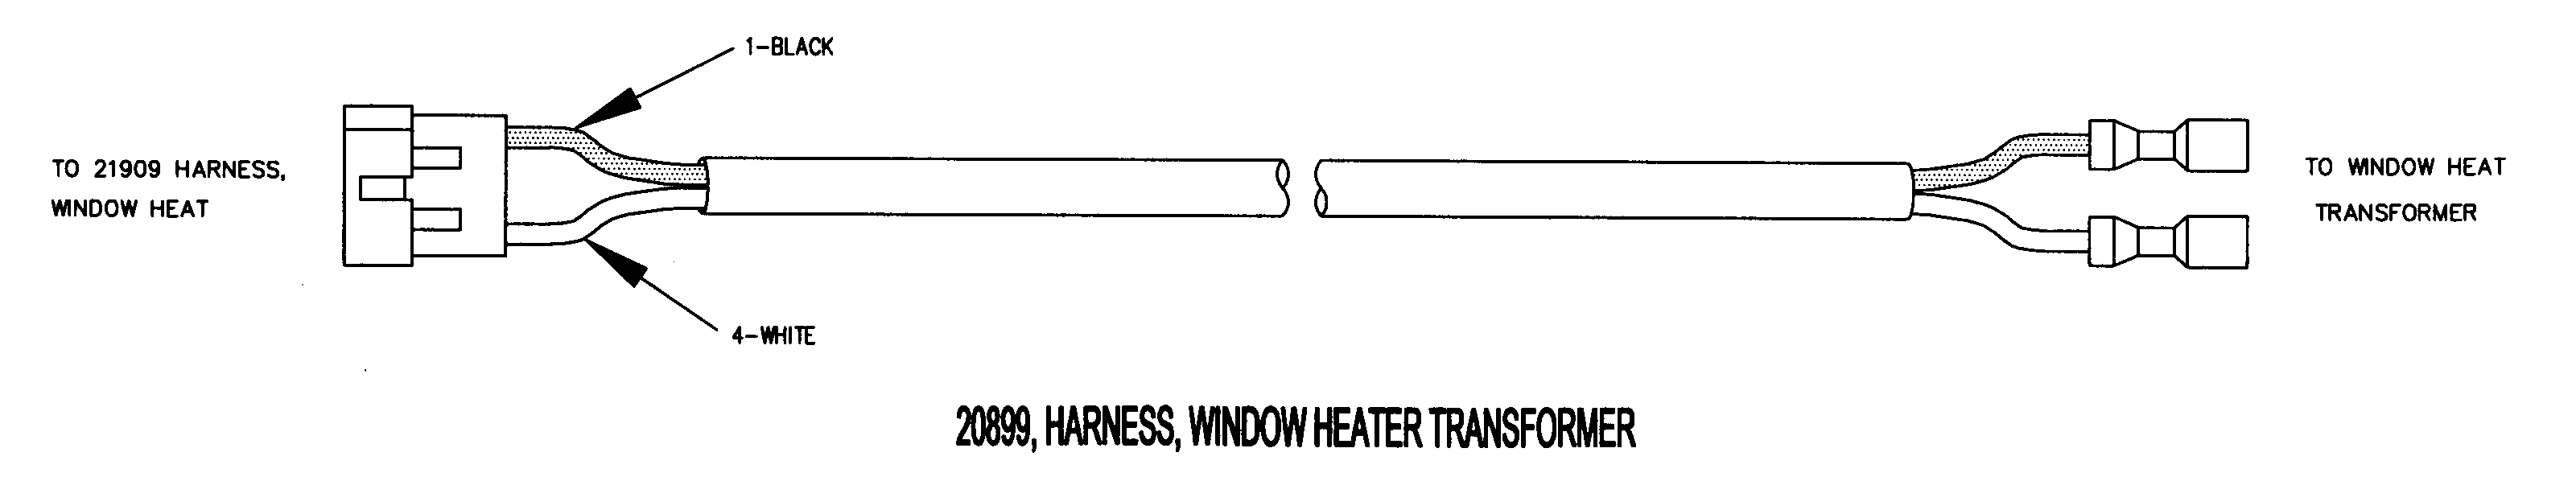 1-BLACK
TO 21909 HARNESS,
WINDOW HEAT
TO WINDOW HEAT
TRANSFORMER
4-WHITE
20899, HARNESS, WINDOW HEATER TRANSFORMER